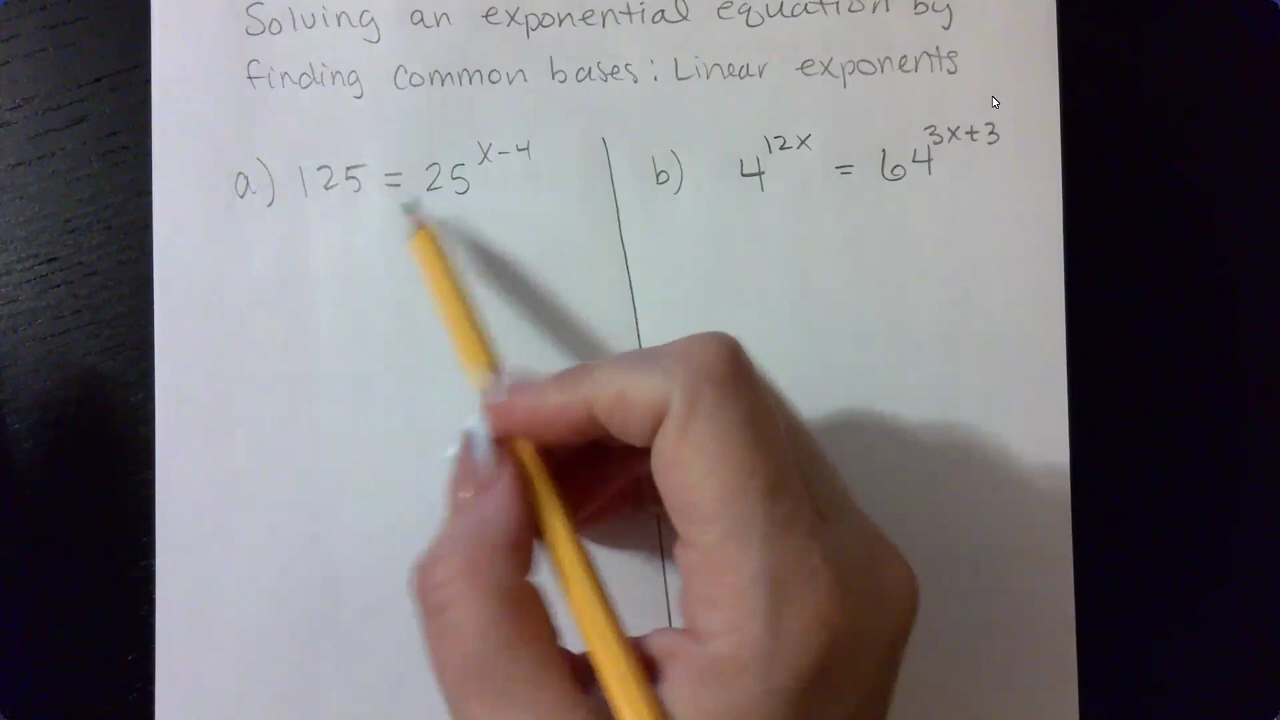 Solving an exponential equation by
finding common bases: Linear exponents
a) 125 = 25^{x-4}
b) 4^{12x} = 64^{3x+3}